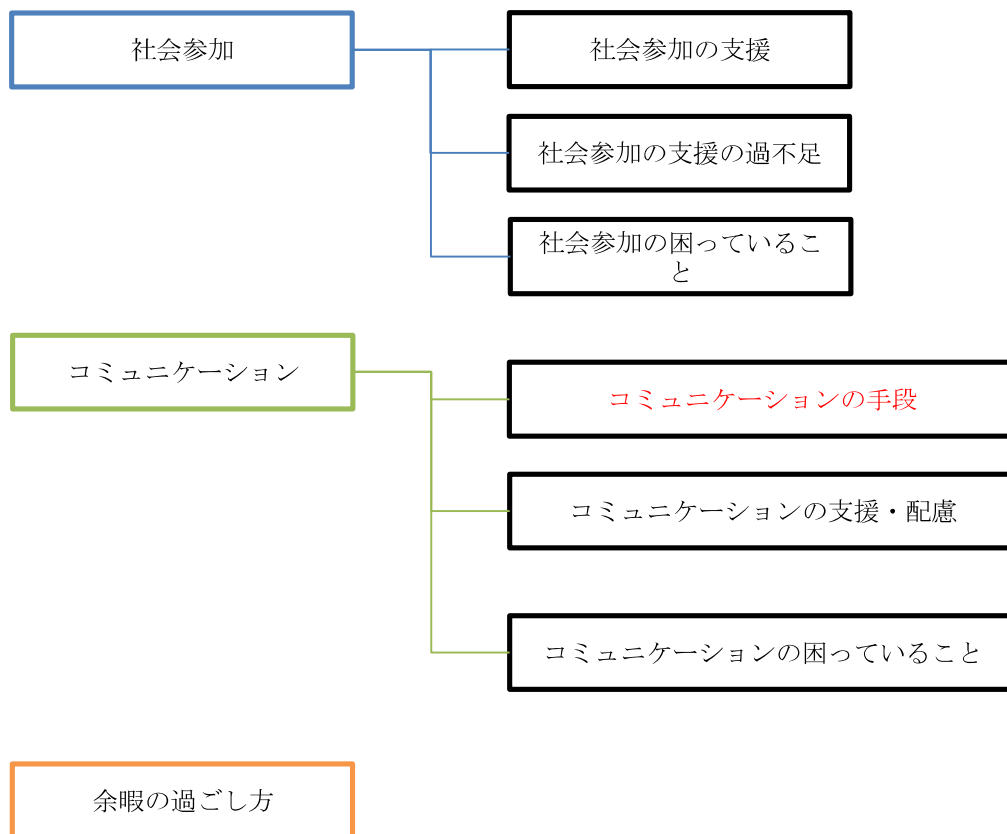 社会参加
社会参加の支援
社会参加の支援の過不足
社会参加の困っているこ
と
コミュニケーション
コミュニケーションの手段
コミュニケーションの支援・配慮
コミュニケーションの困っていること
余暇の過ごし方